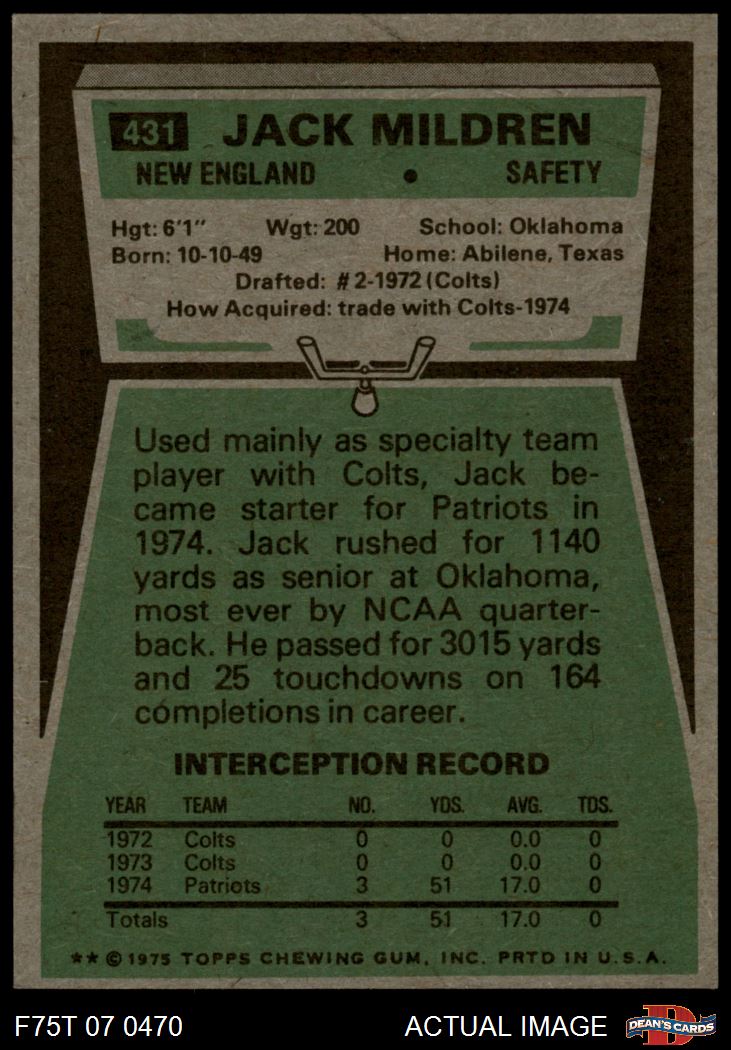 431 JACK MILDREN
NEW ENGLAND • SAFETY
Hgt: 6'1" Wgt: 200 School: Oklahoma
Born: 10-10-49 Home: Abilene, Texas
Drafted: #2-1972 (Colts)
How Acquired: trade with Colts-1974
Used mainly as specialty team
player with Colts, Jack be-
came starter for Patriots in
1974. Jack rushed for 1140
yards as senior at Oklahoma,
most ever by NCAA quarter-
back. He passed for 3015 yards
and 25 touchdowns on 164
completions in career.
INTERCEPTION RECORD
YEAR TEAM NO. YDS. AVG. TDS.
1972 Colts 0 0 0.0 0
1973 Colts 0 0 0.0 0
1974 Patriots 3 51 17.0 0
Totals 3 51 17.0 0
** © 1975 TOPPS CHEWING GUM, INC. PRTD IN U.S.A.
F75T 07 0470 ACTUAL IMAGE DEAN'S CARDS